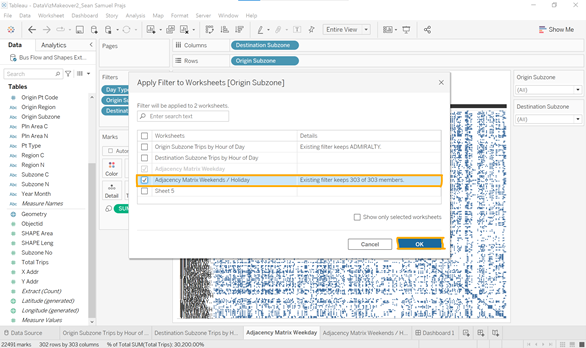 Tableau - DataVizMakeover2_Sean Samuel Prajs
File Data Worksheet Dashboard Story Analysis Map Format Server Window Help
Entire View
Show Me
Data Analytics
Bus Flow and Shapes Ex...
Search
Tables
Origin Pt Code
Origin Region
Origin Subzone
Pln Area C
Pln Area N
Pt Type
Region C
Region N
Subzone C
Subzone N
Year Month
Measure Names
Geometry
Objectid
SHAPE Area
SHAPE Leng
Subzone No
Total Trips
X Addr
Y Addr
Extract (Count)
Latitude (generated)
Longitude (generated)
Measure Values
Pages
Filters
Day Type
Origin Su
Destinati
Marks
Color
Detail
SUM
Columns Destination Subzone
Rows Origin Subzone
Apply Filter to Worksheets [Origin Subzone]
Filter will be applied to 2 worksheets.
Enter search text
Worksheets Details
Origin Subzone Trips by Hour of Day Existing filter keeps ADMIRALTY.
Destination Subzone Trips by Hour of Day
Adjacency Matrix Weekday
Adjacency Matrix Weekends / Holiday Existing filter keeps 303 of 303 members.
Sheet 5
Show only selected worksheets
Cancel OK
Origin Subzone
(All)
Destination Subzone
(All)
Data Source Origin Subzone Trips by Hour of ... Destination Subzone Trips by H... Adjacency Matrix Weekday Adjacency Matrix Weekends / H... Dashboard 1
22491 marks 302 rows by 303 columns % of Total SUM(Total Trips): 30,200.00%